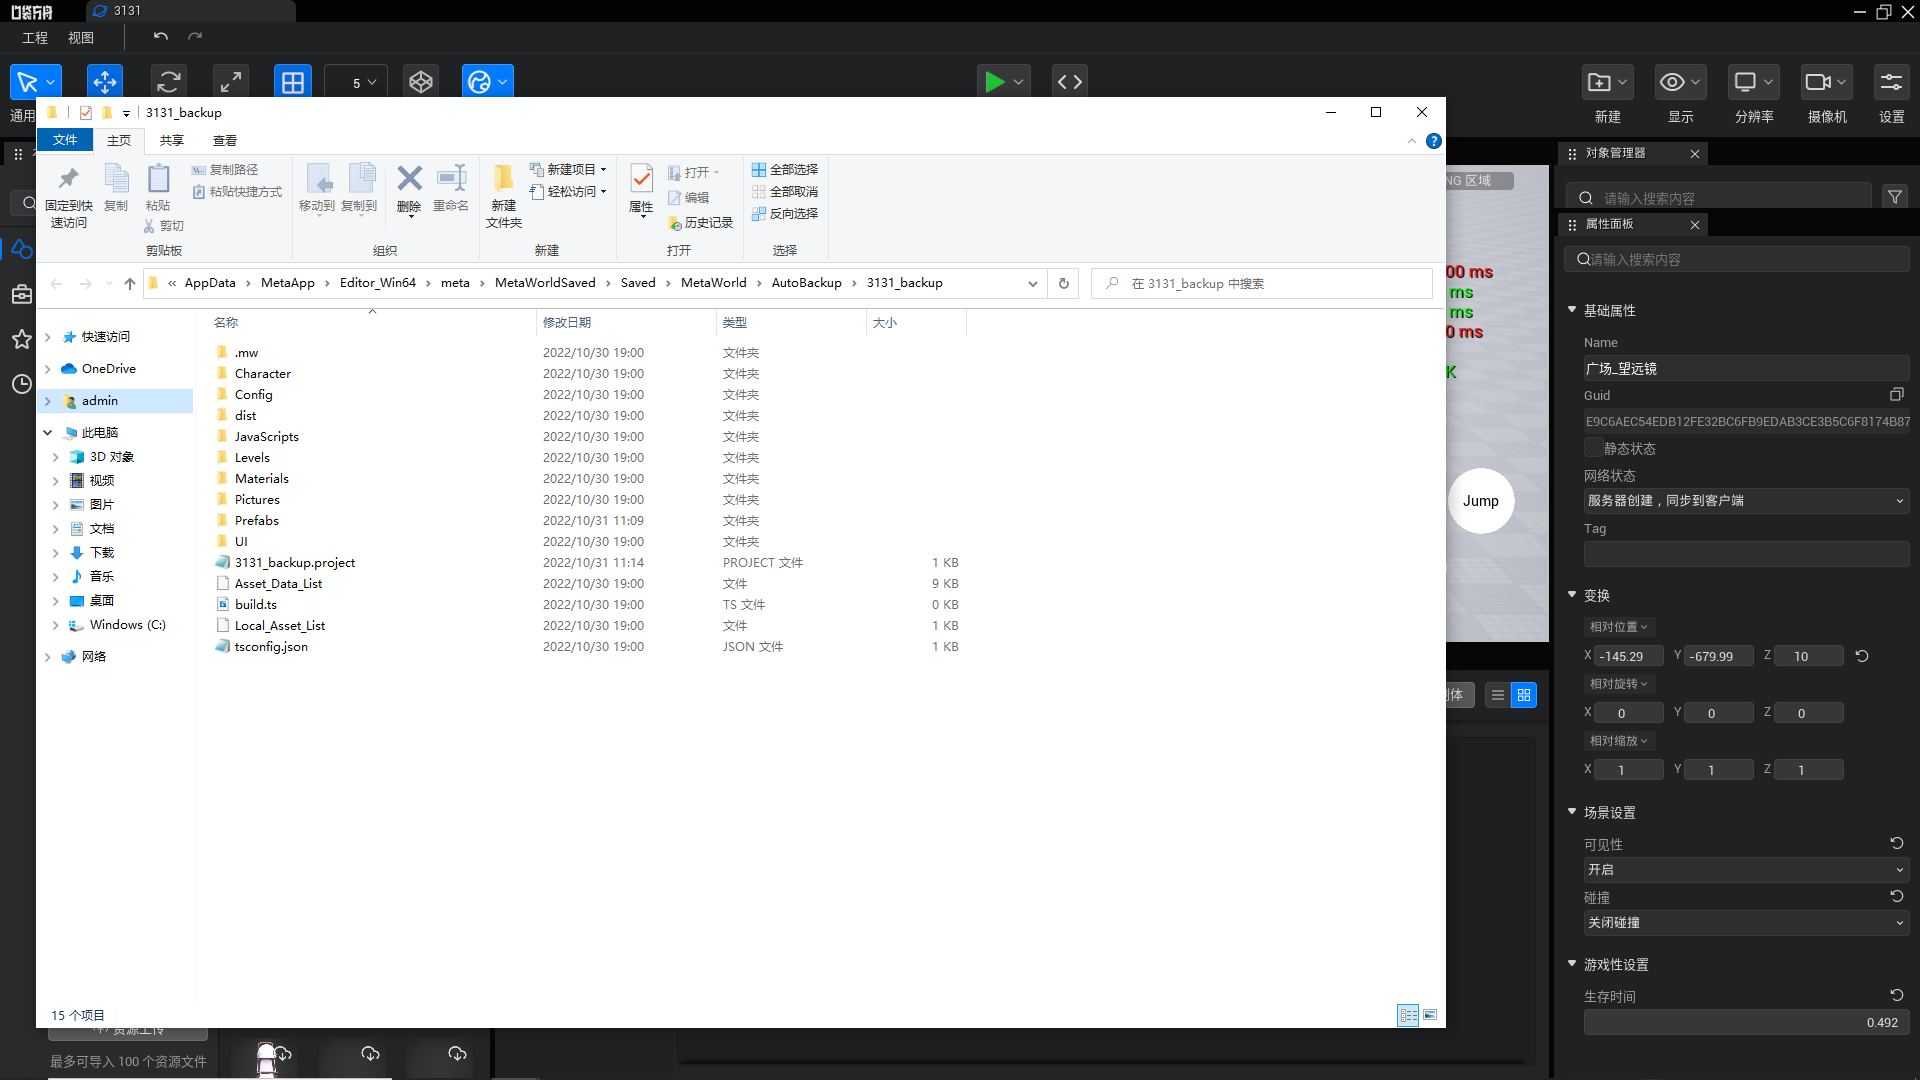 口袋方舟
3131
工程
视图
5
通用
新建
显示
分辨率
摄像机
设置
3131_backup
文件
主页
共享
查看
固定到快
速访问
复制
粘贴
复制路径
粘贴快捷方式
剪切
剪贴板
移动到
复制到
删除
重命名
组织
新建
文件夹
新建项目
轻松访问
新建
属性
打开
编辑
历史记录
打开
全部选择
全部取消
反向选择
选择
« AppData › MetaApp › Editor_Win64 › meta › MetaWorldSaved › Saved › MetaWorld › AutoBackup › 3131_backup
在 3131_backup 中搜索
名称 修改日期 类型 大小
快速访问
OneDrive
admin
此电脑
3D 对象
视频
图片
文档
下载
音乐
桌面
Windows (C:)
网络
.mw 2022/10/30 19:00 文件夹
Character 2022/10/30 19:00 文件夹
Config 2022/10/30 19:00 文件夹
dist 2022/10/30 19:00 文件夹
JavaScripts 2022/10/30 19:00 文件夹
Levels 2022/10/30 19:00 文件夹
Materials 2022/10/30 19:00 文件夹
Pictures 2022/10/30 19:00 文件夹
Prefabs 2022/10/31 11:09 文件夹
UI 2022/10/30 19:00 文件夹
3131_backup.project 2022/10/31 11:14 PROJECT 文件 1 KB
Asset_Data_List 2022/10/30 19:00 文件 9 KB
build.ts 2022/10/30 19:00 TS 文件 0 KB
Local_Asset_List 2022/10/30 19:00 文件 1 KB
tsconfig.json 2022/10/30 19:00 JSON 文件 1 KB
15 个项目
资源上传
最多可导入 100 个资源文件
NG 区域
00 ms
ms
ms
0 ms
K
Jump
体
对象管理器
请输入搜索内容
属性面板
请输入搜索内容
基础属性
Name
广场_望远镜
Guid
E9C6AEC54EDB12FE32BC6FB9EDAB3CE3B5C6F8174B87
静态状态
网络状态
服务器创建，同步到客户端
Tag
变换
相对位置
X -145.29 Y -679.99 Z 10
相对旋转
X 0 Y 0 Z 0
相对缩放
X 1 Y 1 Z 1
场景设置
可见性
开启
碰撞
关闭碰撞
游戏性设置
生存时间
0.492